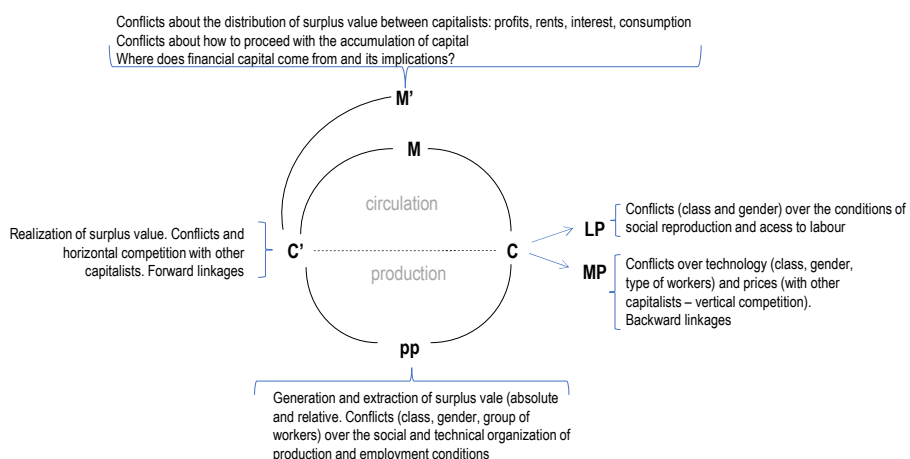 Conflicts about the distribution of surplus value between capitalists: profits, rents, interest, consumption
Conflicts about how to proceed with the accumulation of capital
Where does financial capital come from and its implications?
M’
M
circulation
Realization of surplus value. Conflicts and
horizontal competition with other
capitalists. Forward linkages
C’
production
C
LP
Conflicts (class and gender) over the conditions of
social reproduction and acess to labour
MP
Conflicts over technology (class, gender,
type of workers) and prices (with other
capitalists – vertical competition).
Backward linkages
pp
Generation and extraction of surplus vale (absolute
and relative. Conflicts (class, gender, group of
workers) over the social and technical organization of
production and employment conditions